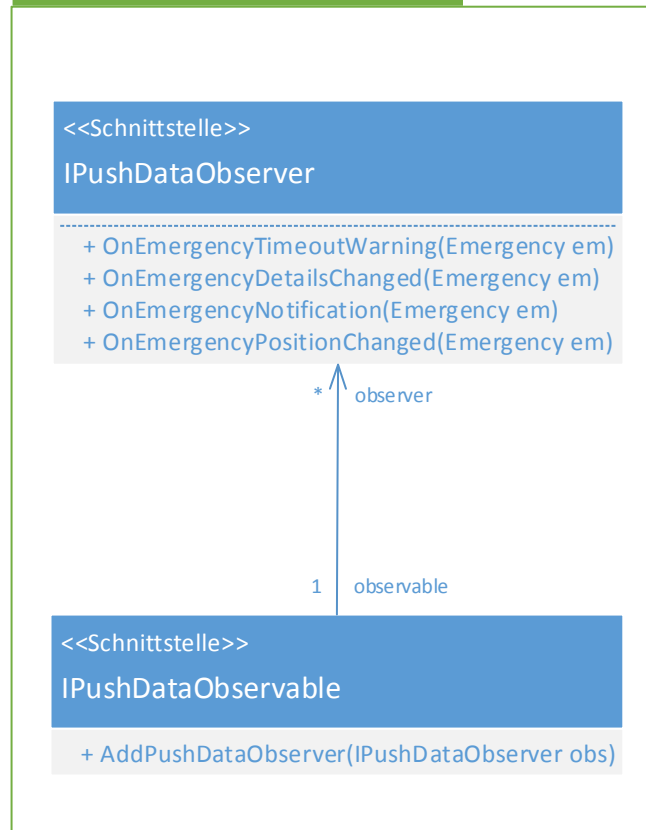 <<Schnittstelle>>
IPushDataObserver
+ OnEmergencyTimeoutWarning(Emergency em)
+ OnEmergencyDetailsChanged(Emergency em)
+ OnEmergencyNotification(Emergency em)
+ OnEmergencyPositionChanged(Emergency em)
* observer
1 observable
<<Schnittstelle>>
IPushDataObservable
+ AddPushDataObserver(IPushDataObserver obs)